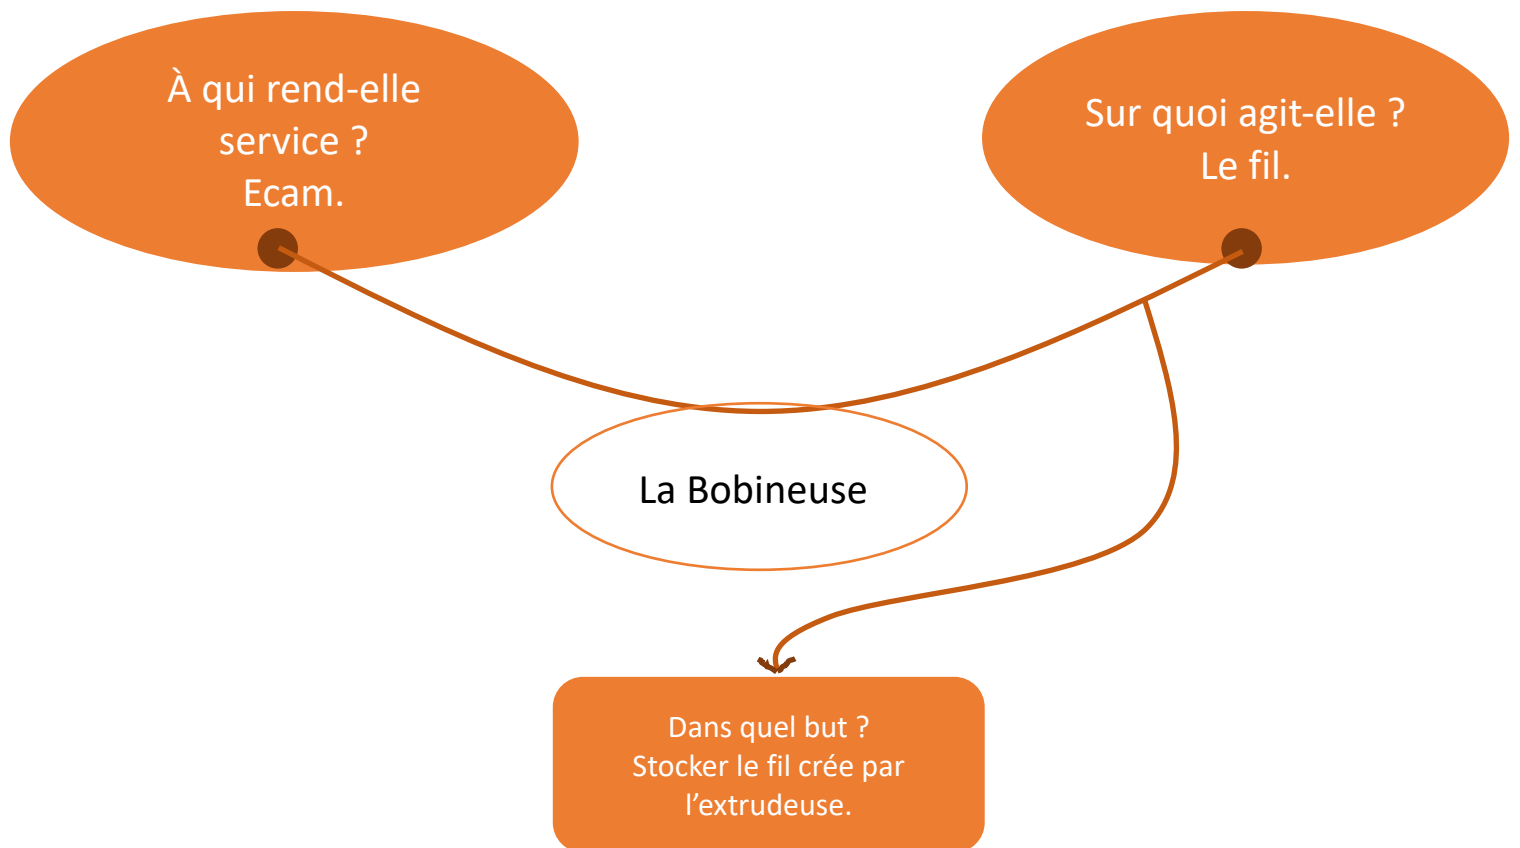 À qui rend-elle
service ?
Ecam.
Sur quoi agit-elle ?
Le fil.
La Bobineuse
Dans quel but ?
Stocker le fil crée par
l’extrudeuse.